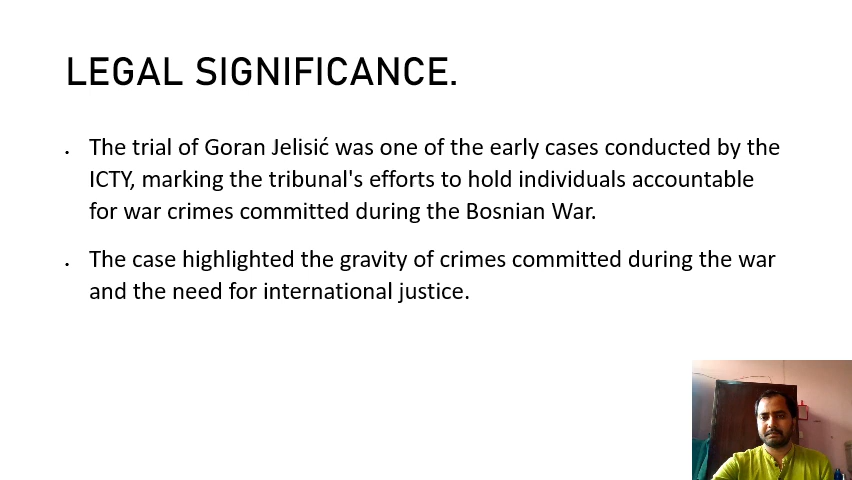 LEGAL SIGNIFICANCE.
The trial of Goran Jelisić was one of the early cases conducted by the
ICTY, marking the tribunal's efforts to hold individuals accountable
for war crimes committed during the Bosnian War.
The case highlighted the gravity of crimes committed during the war
and the need for international justice.